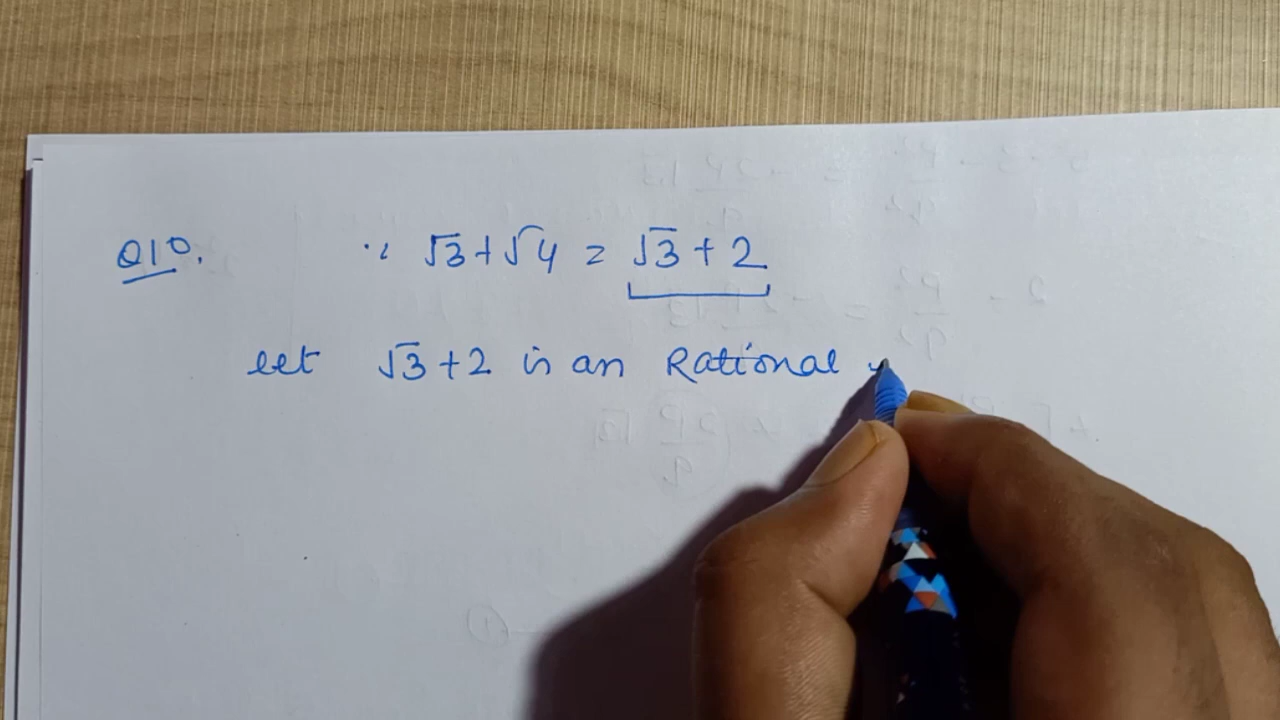 Q10. ∵ √3+√4 = √3+2
let √3+2 is an Rational